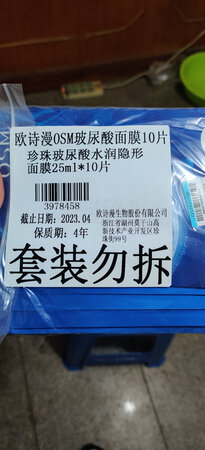 欧诗漫OSM玻尿酸面膜10片
珍珠玻尿酸水润隐形
面膜25ml*10片
3978458
截止日期：2023.04
保质期：4年
欧诗漫生物股份有限公司
浙江省湖州莫干山高
新技术产业开发区珍
珠街99号
套装勿拆
OSM